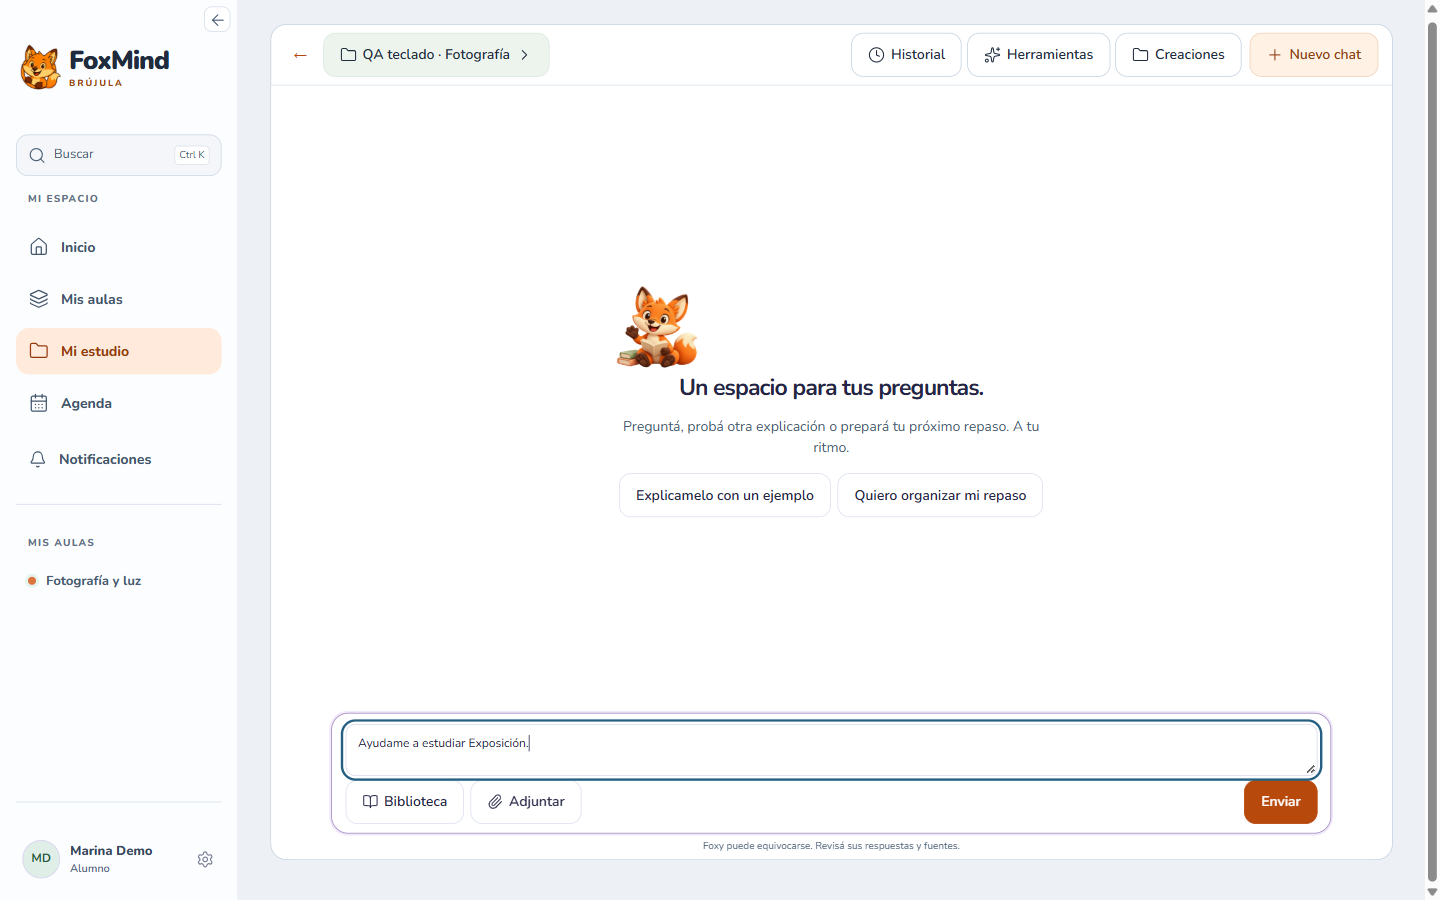 FoxMind
BRÚJULA
Buscar
Ctrl K
MI ESPACIO
Inicio
Mis aulas
Mi estudio
Agenda
Notificaciones
MIS AULAS
Fotografía y luz
MD
Marina Demo
Alumno
QA teclado · Fotografía
Historial
Herramientas
Creaciones
Nuevo chat
Un espacio para tus preguntas.
Preguntá, probá otra explicación o prepará tu próximo repaso. A tu
ritmo.
Explicamelo con un ejemplo
Quiero organizar mi repaso
Ayudame a estudiar Exposición.
Biblioteca
Adjuntar
Enviar
Foxy puede equivocarse. Revisá sus respuestas y fuentes.